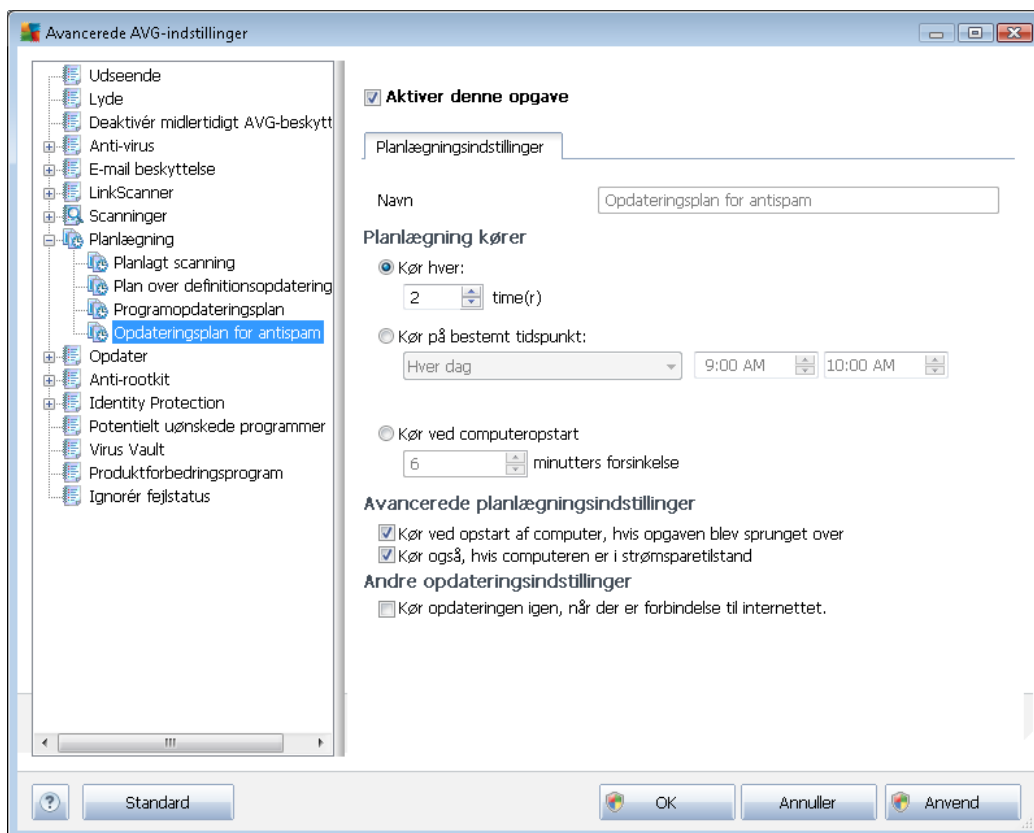 Avancerede AVG-indstillinger
Udseende
Lyde
Deaktivér midlertidigt AVG-beskytt
Anti-virus
E-mail beskyttelse
LinkScanner
Scanninger
Planlægning
Planlagt scanning
Plan over definitionsopdatering
Programopdateringsplan
Opdateringsplan for antispam
Opdater
Anti-rootkit
Identity Protection
Potentielt uønskede programmer
Virus Vault
Produktforbedringsprogram
Ignorér fejlstatus
Aktiver denne opgave
Planlægningsindstillinger
Navn Opdateringsplan for antispam
Planlægning kører
Kør hver:
2 time(r)
Kør på bestemt tidspunkt:
Hver dag 9:00 AM 10:00 AM
Kør ved computeropstart
6 minutters forsinkelse
Avancerede planlægningsindstillinger
Kør ved opstart af computer, hvis opgaven blev sprunget over
Kør også, hvis computeren er i strømsparetilstand
Andre opdateringsindstillinger
Kør opdateringen igen, når der er forbindelse til internettet.
? Standard OK Annuller Anvend